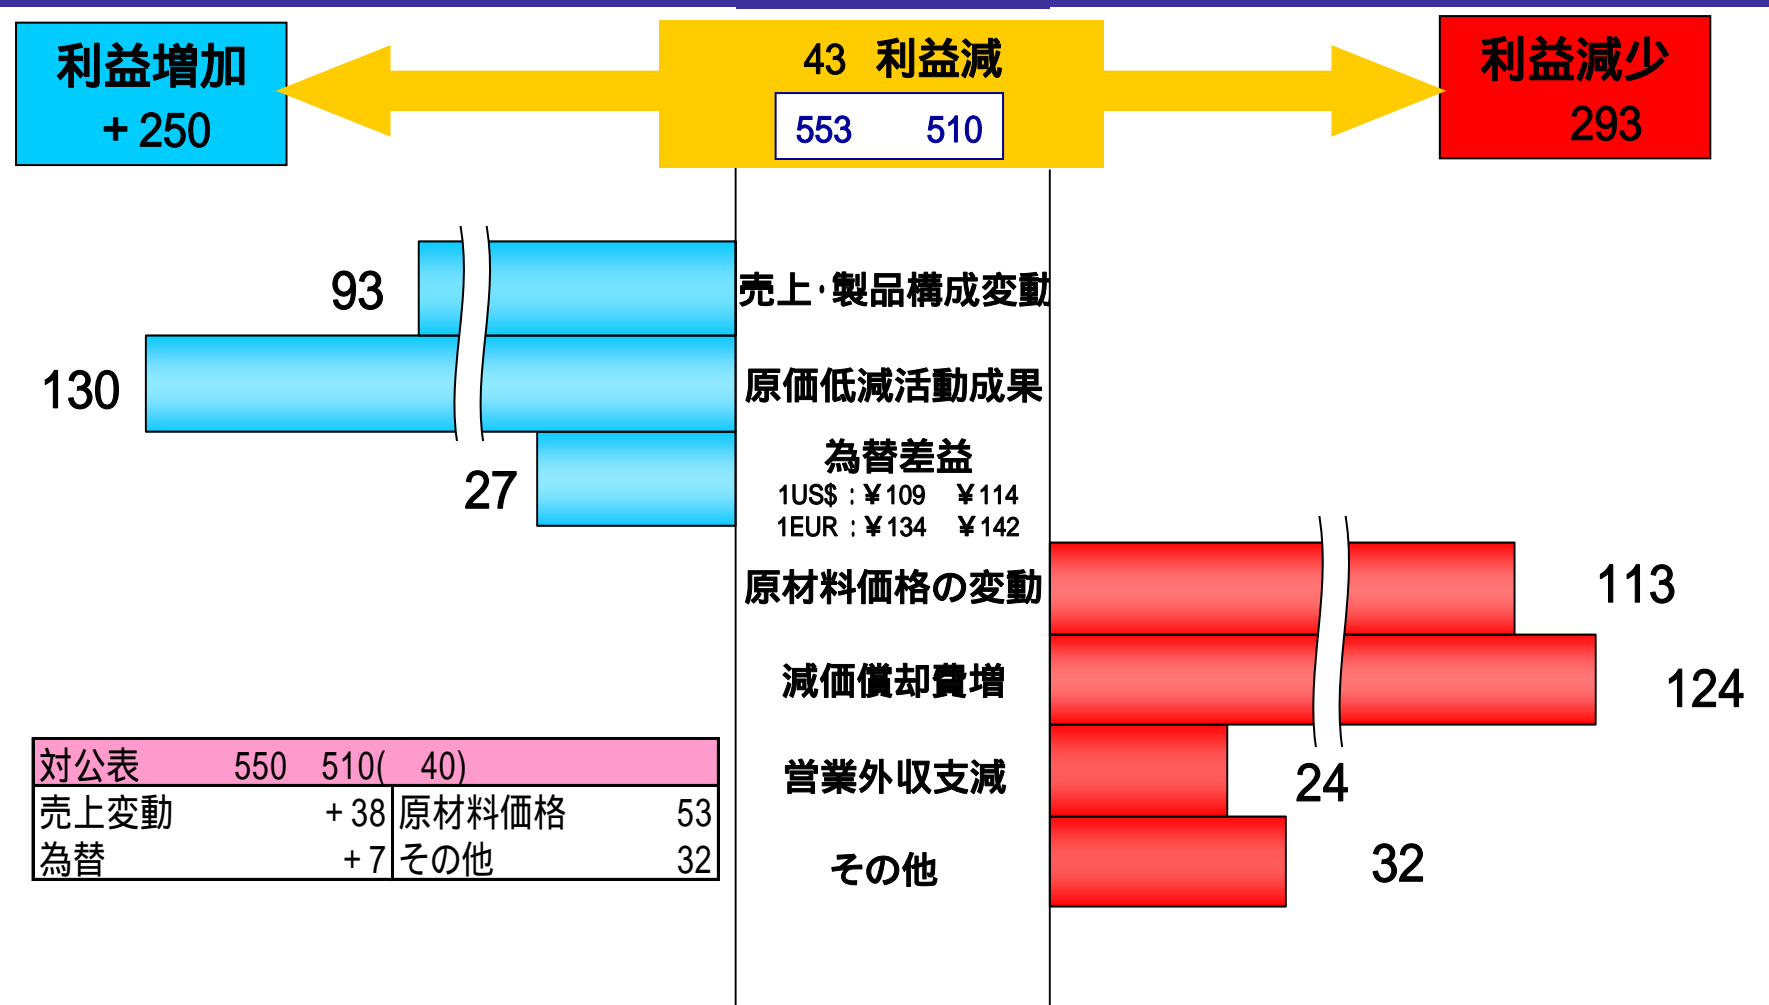 利益増加
+250
43 利益減
553 510
利益減少
293
93
売上・製品構成変動
130
原価低減活動成果
27
為替差益
1US$:¥109 ¥114
1EUR:¥134 ¥142
原材料価格の変動
113
減価償却費増
124
営業外収支減
24
その他
32
対公表 550 510( 40)
売上変動 +38 原材料価格 53
為替 +7 その他 32